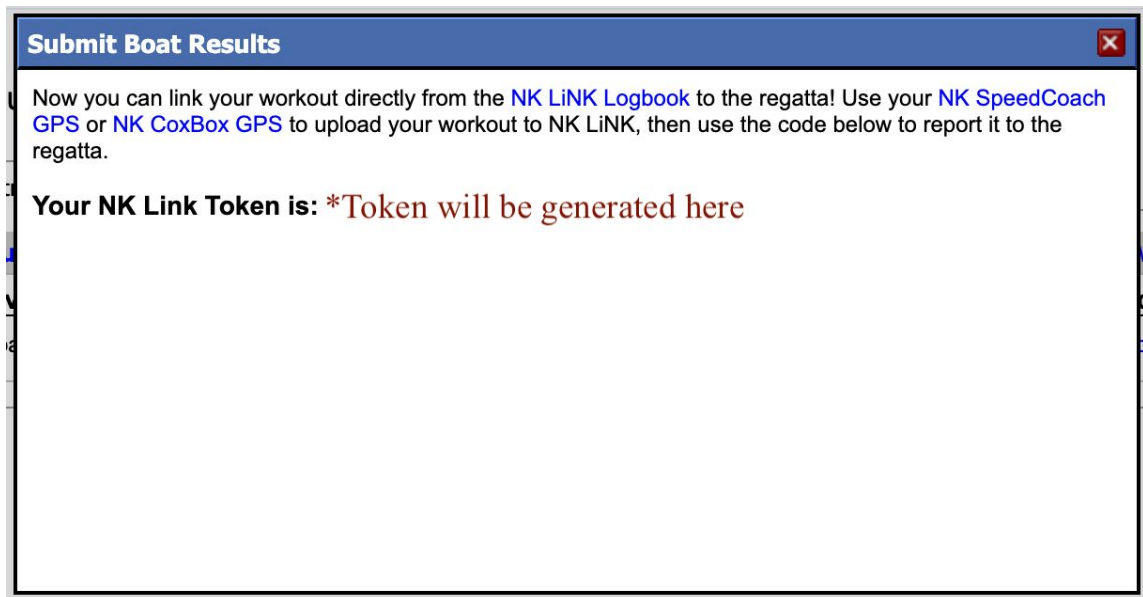 Submit Boat Results
Now you can link your workout directly from the NK LiNK Logbook to the regatta! Use your NK SpeedCoach
GPS or NK CoxBox GPS to upload your workout to NK LiNK, then use the code below to report it to the
regatta.
Your NK Link Token is: *Token will be generated here